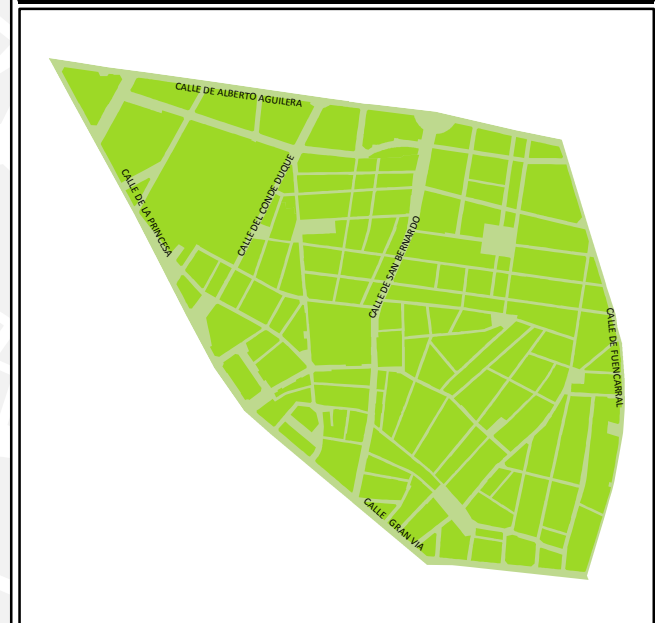 CALLE DE ALBERTO AGUILERA
CALLE DE LA PRINCESA
CALLE DEL CONDE DUQUE
CALLE DE SAN BERNARDO
CALLE DE FUENCARRAL
CALLE GRAN VIA